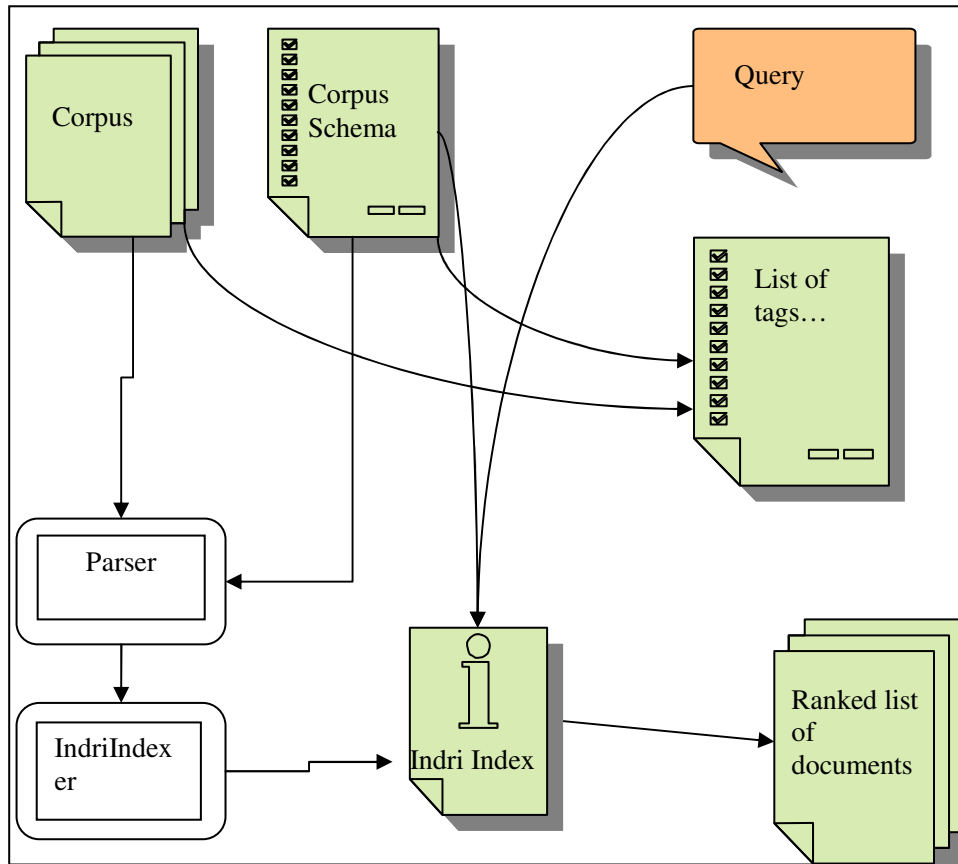 Corpus
Corpus
Schema
Query
List of
tags…
Parser
IndriIndex
er
Indri Index
Ranked list
of
documents